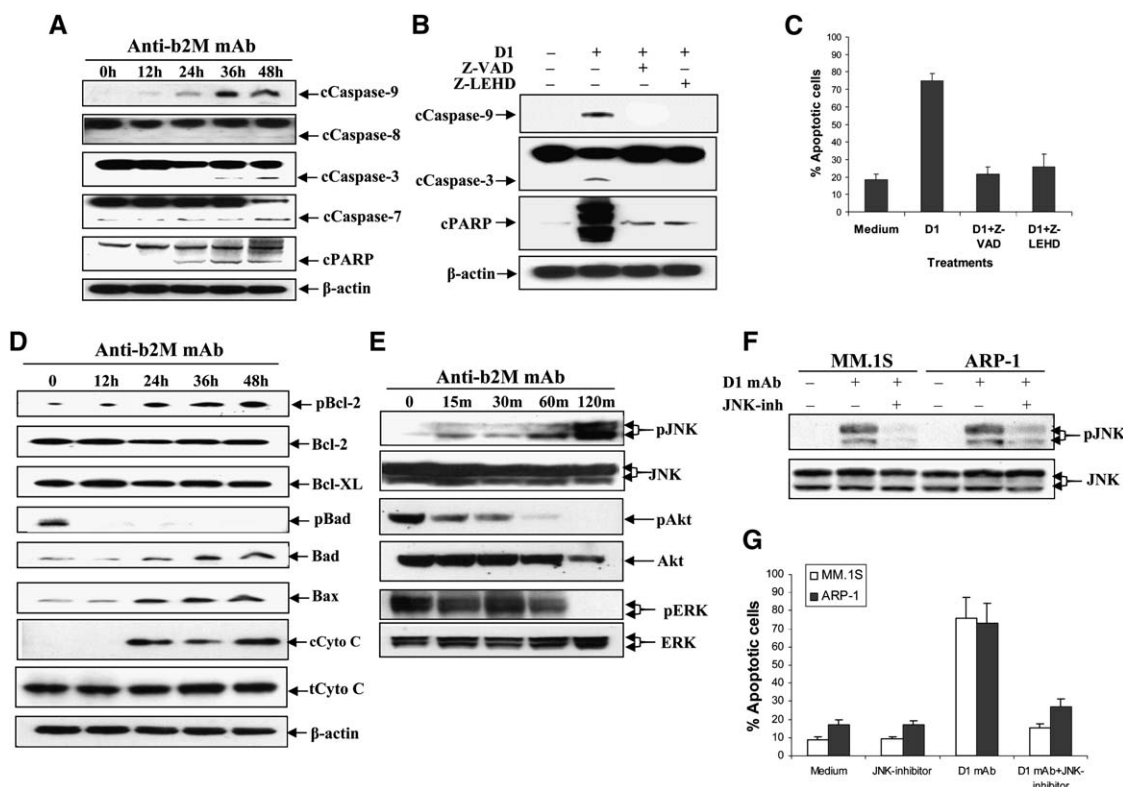 A
Anti-b2M mAb
0h 12h 24h 36h 48h
cCaspase-9
cCaspase-8
cCaspase-3
cCaspase-7
cPARP
β-actin
B
D1 – + + +
Z-VAD – – + –
Z-LEHD – – – +
cCaspase-9
cCaspase-3
cPARP
β-actin
C
% Apoptotic cells
100
90
80
70
60
50
40
30
20
10
0
Medium D1 D1+Z-VAD D1+Z-LEHD
Treatments
D
Anti-b2M mAb
0 12h 24h 36h 48h
pBcl-2
Bcl-2
Bcl-XL
pBad
Bad
Bax
cCyto C
tCyto C
β-actin
E
Anti-b2M mAb
0 15m 30m 60m 120m
pJNK
JNK
pAkt
Akt
pERK
ERK
F
MM.1S ARP-1
D1 mAb – + + – + +
JNK-inh – – + – – +
pJNK
JNK
G
% Apoptotic cells
100
90
80
70
60
50
40
30
20
10
0
MM.1S
ARP-1
Medium JNK-inhibitor D1 mAb D1 mAb+JNK-
inhibitor